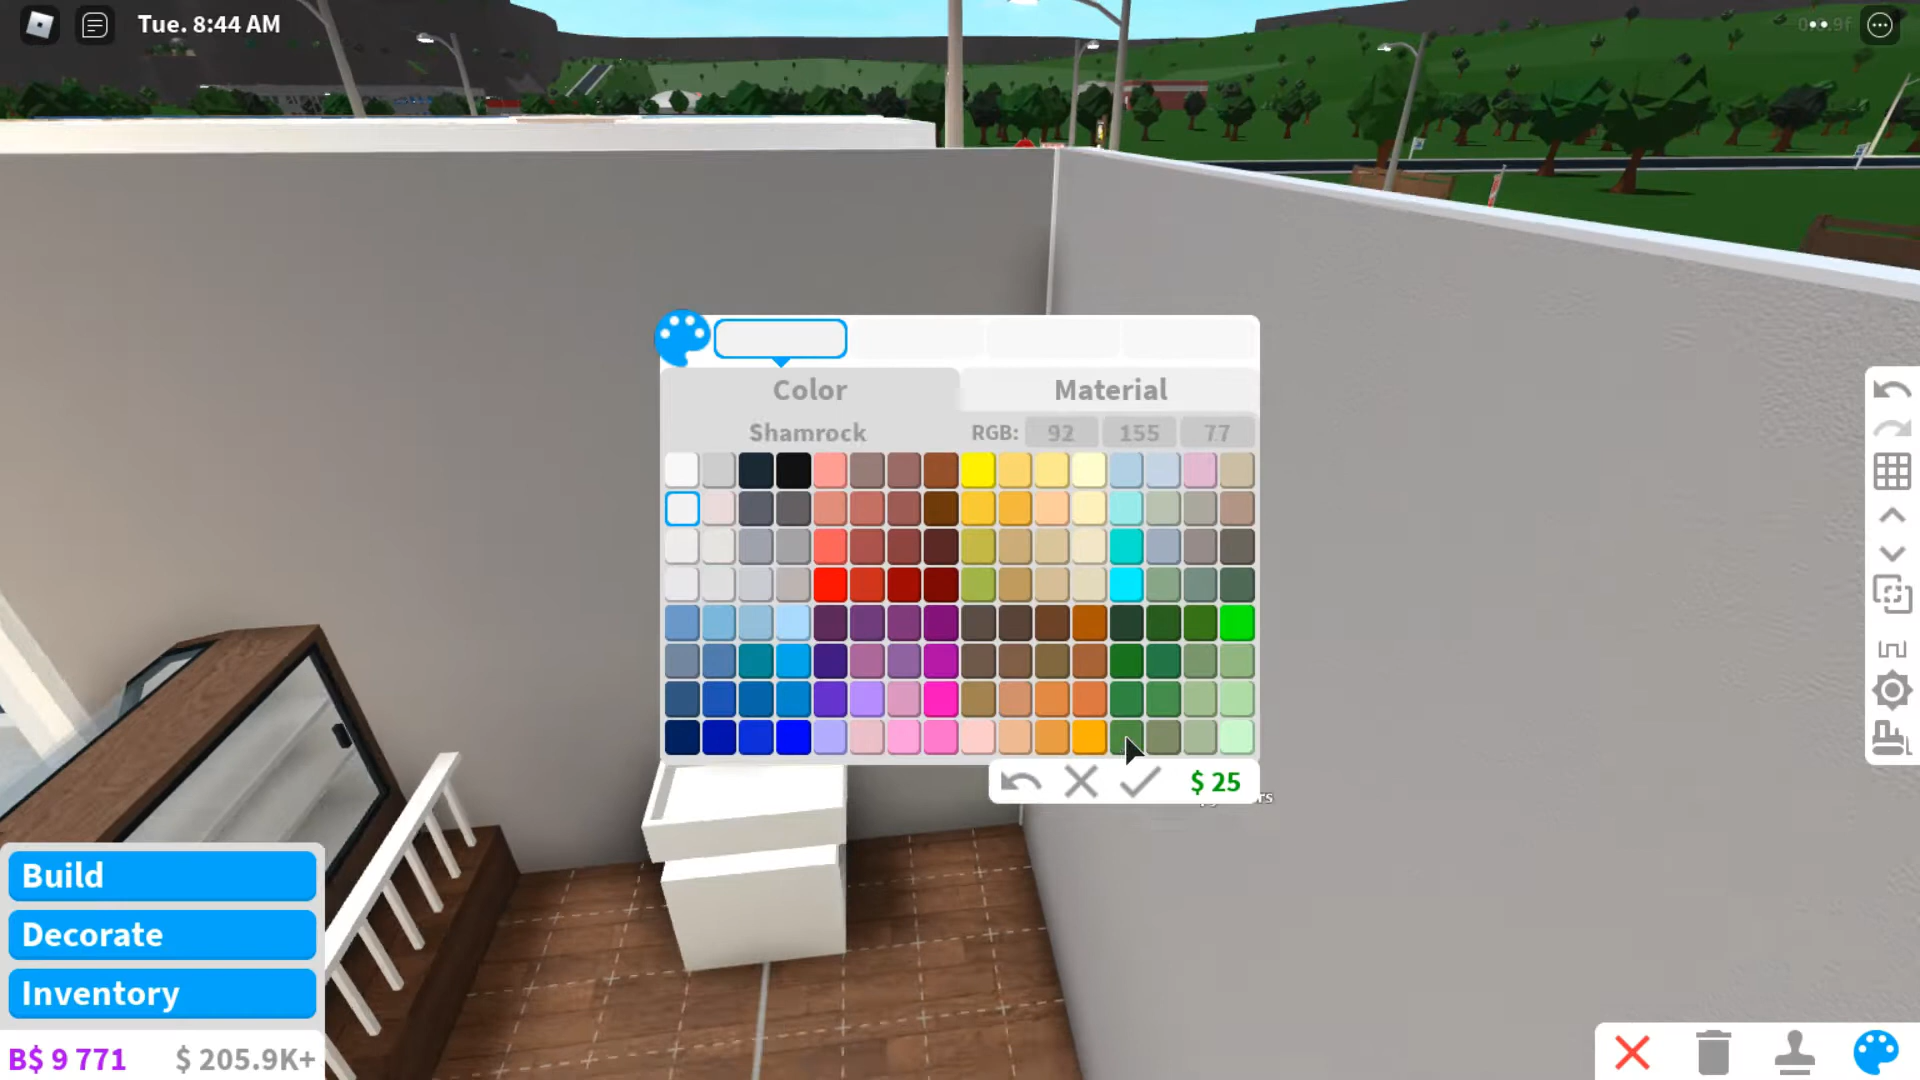 Tue. 8:44 AM
Color
Material
Shamrock
RGB: 92 155 77
$ 25
Build
Decorate
Inventory
B$ 9 771
$ 205.9K+